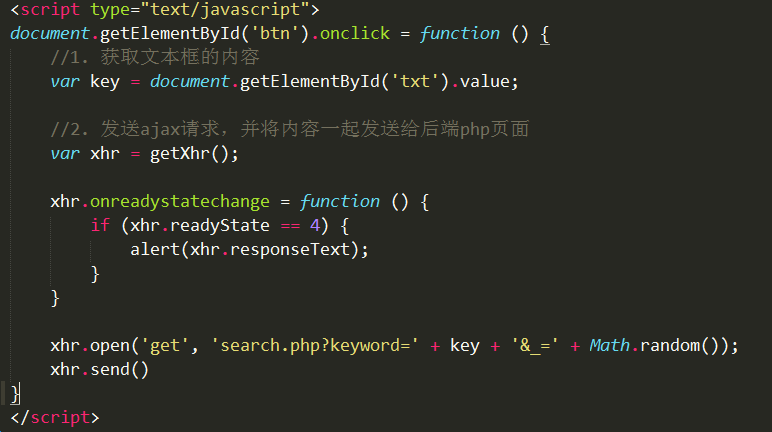 <script type="text/javascript">
document.getElementById('btn').onclick = function () {
//1. 获取文本框的内容
var key = document.getElementById('txt').value;
//2. 发送ajax请求，并将内容一起发送给后端php页面
var xhr = getXhr();
xhr.onreadystatechange = function () {
if (xhr.readyState == 4) {
alert(xhr.responseText);
}
}
xhr.open('get', 'search.php?keyword=' + key + '&_=' + Math.random());
xhr.send()
}
</script>